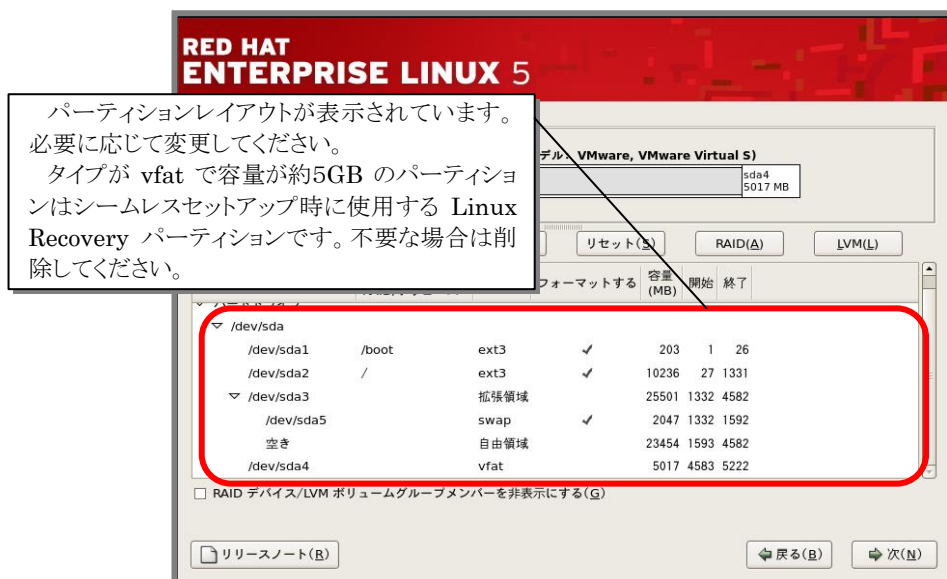 RED HAT
ENTERPRISE LINUX 5
パーティションレイアウトが表示されています。
必要に応じて変更してください。
タイプが vfat で容量が約5GB のパーティショ
ンはシームレスセットアップ時に使用する Linux
Recovery パーティションです。不要な場合は削
除してください。
デル: VMware, VMware Virtual S)
sda4
5017 MB
リセット(S) RAID(A) LVM(L)
フォーマットする 容量 (MB) 開始 終了
/dev/sda
/dev/sda1 /boot ext3 ✓ 203 1 26
/dev/sda2 / ext3 ✓ 10236 27 1331
/dev/sda3 拡張領域 25501 1332 4582
/dev/sda5 swap ✓ 2047 1332 1592
空き 自由領域 23454 1593 4582
/dev/sda4 vfat 5017 4583 5222
RAID デバイス/LVM ボリュームグループメンバーを非表示にする(G)
リリースノート(R) 戻る(B) 次(N)